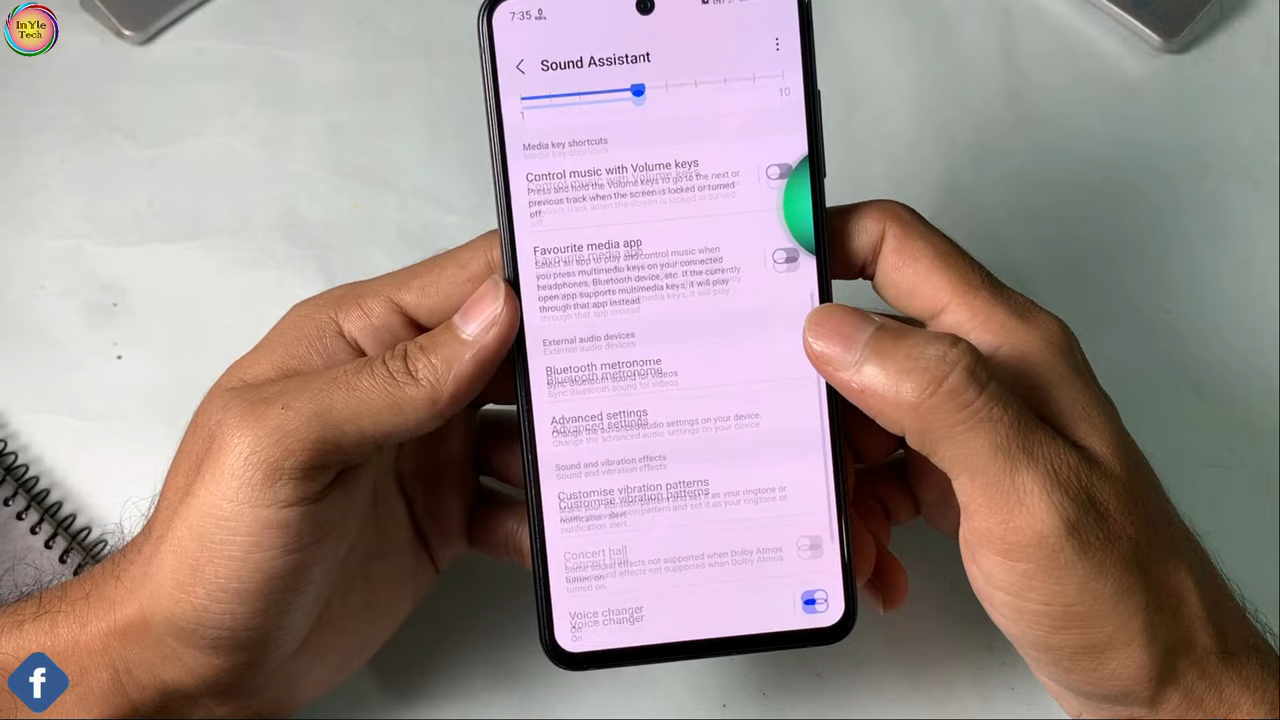 InYle
Tech
7:35 0
KB/s
Sound Assistant
1
10
Media key shortcuts
Control music with Volume keys
Press and hold the Volume keys to go to the next or
previous track when the screen is locked or turned
off.
Favourite media app
Select an app to play and control music when
you press multimedia keys on your connected
headphones, Bluetooth device, etc. If the currently
open app supports multimedia keys, it will play
through that app instead.
External audio devices
Bluetooth metronome
Sync Bluetooth sound for videos
Advanced settings
Change the advanced audio settings on your device.
Sound and vibration effects
Customise vibration patterns
Make your vibration pattern and set it as your ringtone or
notification alert.
Concert hall
Some sound effects not supported when Dolby Atmos
turned on.
Voice changer
On
f